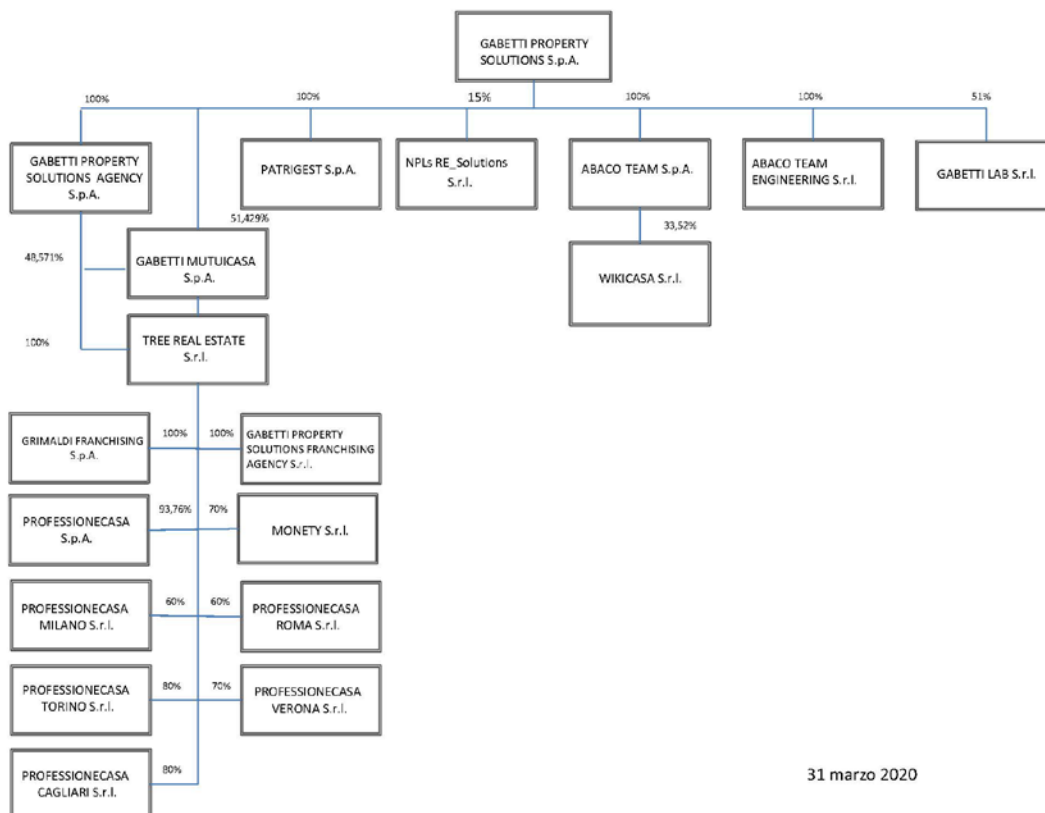 GABETTI PROPERTY
SOLUTIONS S.p.A.
100%
100%
15%
100%
100%
51%
GABETTI PROPERTY
SOLUTIONS AGENCY
S.p.A.
PATRIGEST S.p.A.
NPLs RE_Solutions
S.r.l.
ABACO TEAM S.p.A.
ABACO TEAM
ENGINEERING S.r.l.
GABETTI LAB S.r.l.
51,429%
33,52%
48,571%
GABETTI MUTUICASA
S.p.A.
WIKICASA S.r.l.
100%
TREE REAL ESTATE
S.r.l.
GRIMALDI FRANCHISING
S.p.A.
100%
100%
GABETTI PROPERTY
SOLUTIONS FRANCHISING
AGENCY S.r.l.
PROFESSIONECASA
S.p.A.
93,76%
70%
MONETY S.r.l.
PROFESSIONECASA
MILANO S.r.l.
60%
60%
PROFESSIONECASA
ROMA S.r.l.
PROFESSIONECASA
TORINO S.r.l.
80%
70%
PROFESSIONECASA
VERONA S.r.l.
PROFESSIONECASA
CAGLIARI S.r.l.
80%
31 marzo 2020